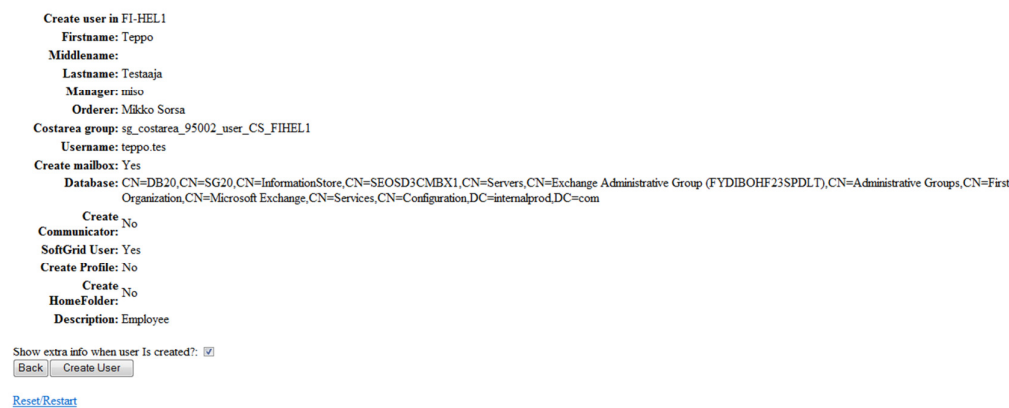 Create user in FI-HEL1
Firstname: Teppo
Middlename:
Lastname: Testaaja
Manager: miso
Orderer: Mikko Sorsa
Costarea group: sg_costarea_95002_user_CS_FIHEL1
Username: teppo.tes
Create mailbox: Yes
Database: CN=DB20,CN=SG20,CN=InformationStore,CN=SEOSD3CMBX1,CN=Servers,CN=Exchange Administrative Group (FYDIBOHF23SPDLT),CN=Administrative Groups,CN=First
Organization,CN=Microsoft Exchange,CN=Services,CN=Configuration,DC=internalprod,DC=com
Create
Communicator: No
SoftGrid User: Yes
Create Profile: No
Create
HomeFolder: No
Description: Employee
Show extra info when user Is created?:
Back Create User
Reset/Restart